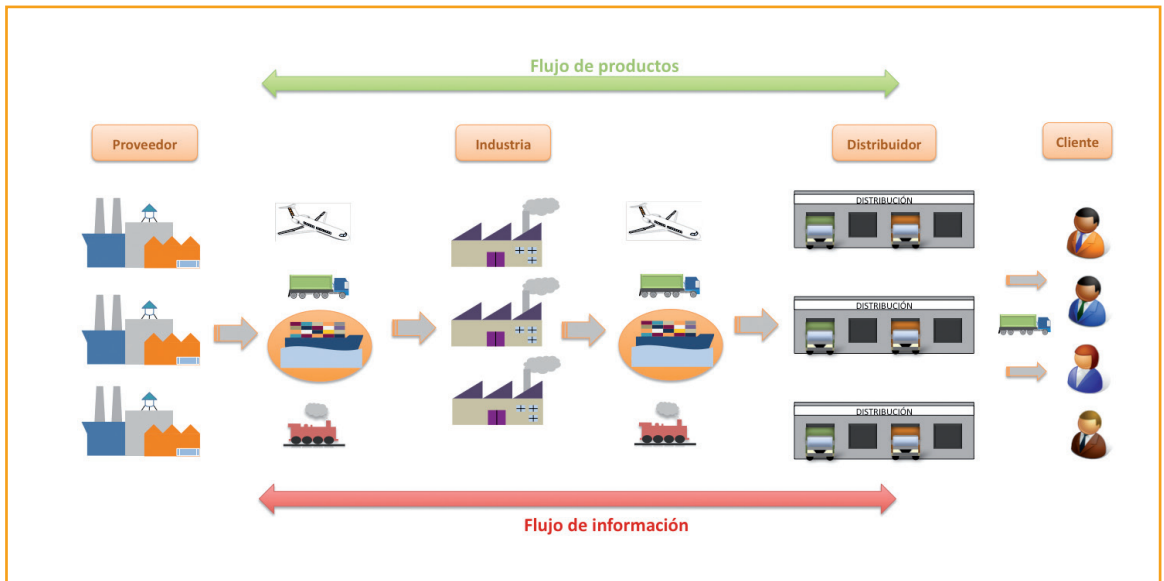 Flujo de productos
Proveedor
Industria
Distribuidor
Cliente
DISTRIBUCIÓN
DISTRIBUCIÓN
DISTRIBUCIÓN
Flujo de información